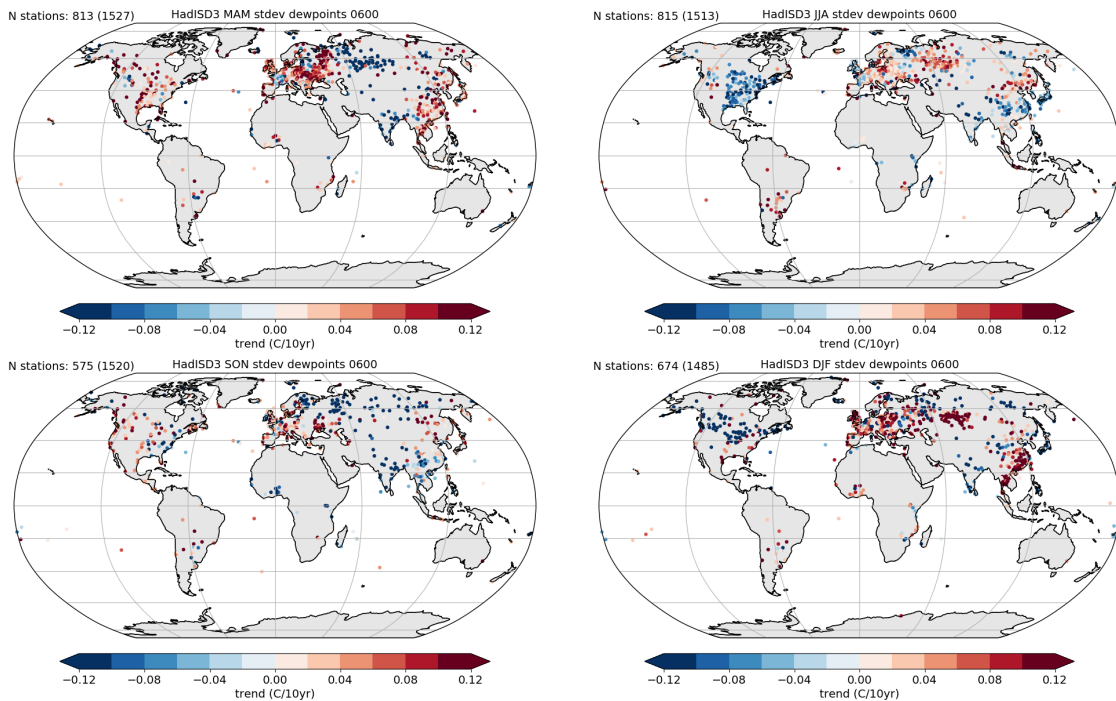 N stations: 813 (1527) HadISD3 MAM stdev dewpoints 0600
−0.12 −0.08 −0.04 0.00 0.04 0.08 0.12
trend (C/10yr)
N stations: 815 (1513) HadISD3 JJA stdev dewpoints 0600
−0.12 −0.08 −0.04 0.00 0.04 0.08 0.12
trend (C/10yr)
N stations: 575 (1520) HadISD3 SON stdev dewpoints 0600
−0.12 −0.08 −0.04 0.00 0.04 0.08 0.12
trend (C/10yr)
N stations: 674 (1485) HadISD3 DJF stdev dewpoints 0600
−0.12 −0.08 −0.04 0.00 0.04 0.08 0.12
trend (C/10yr)